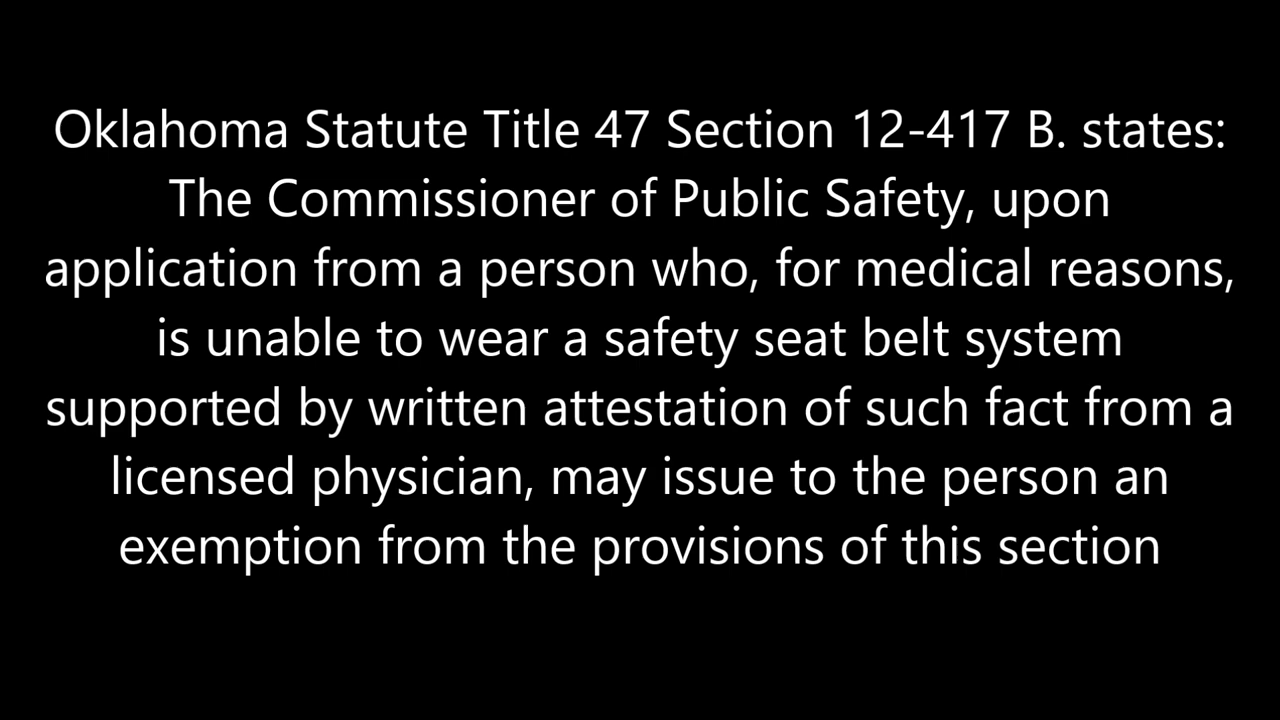 Oklahoma Statute Title 47 Section 12-417 B. states:
The Commissioner of Public Safety, upon
application from a person who, for medical reasons,
is unable to wear a safety seat belt system
supported by written attestation of such fact from a
licensed physician, may issue to the person an
exemption from the provisions of this section